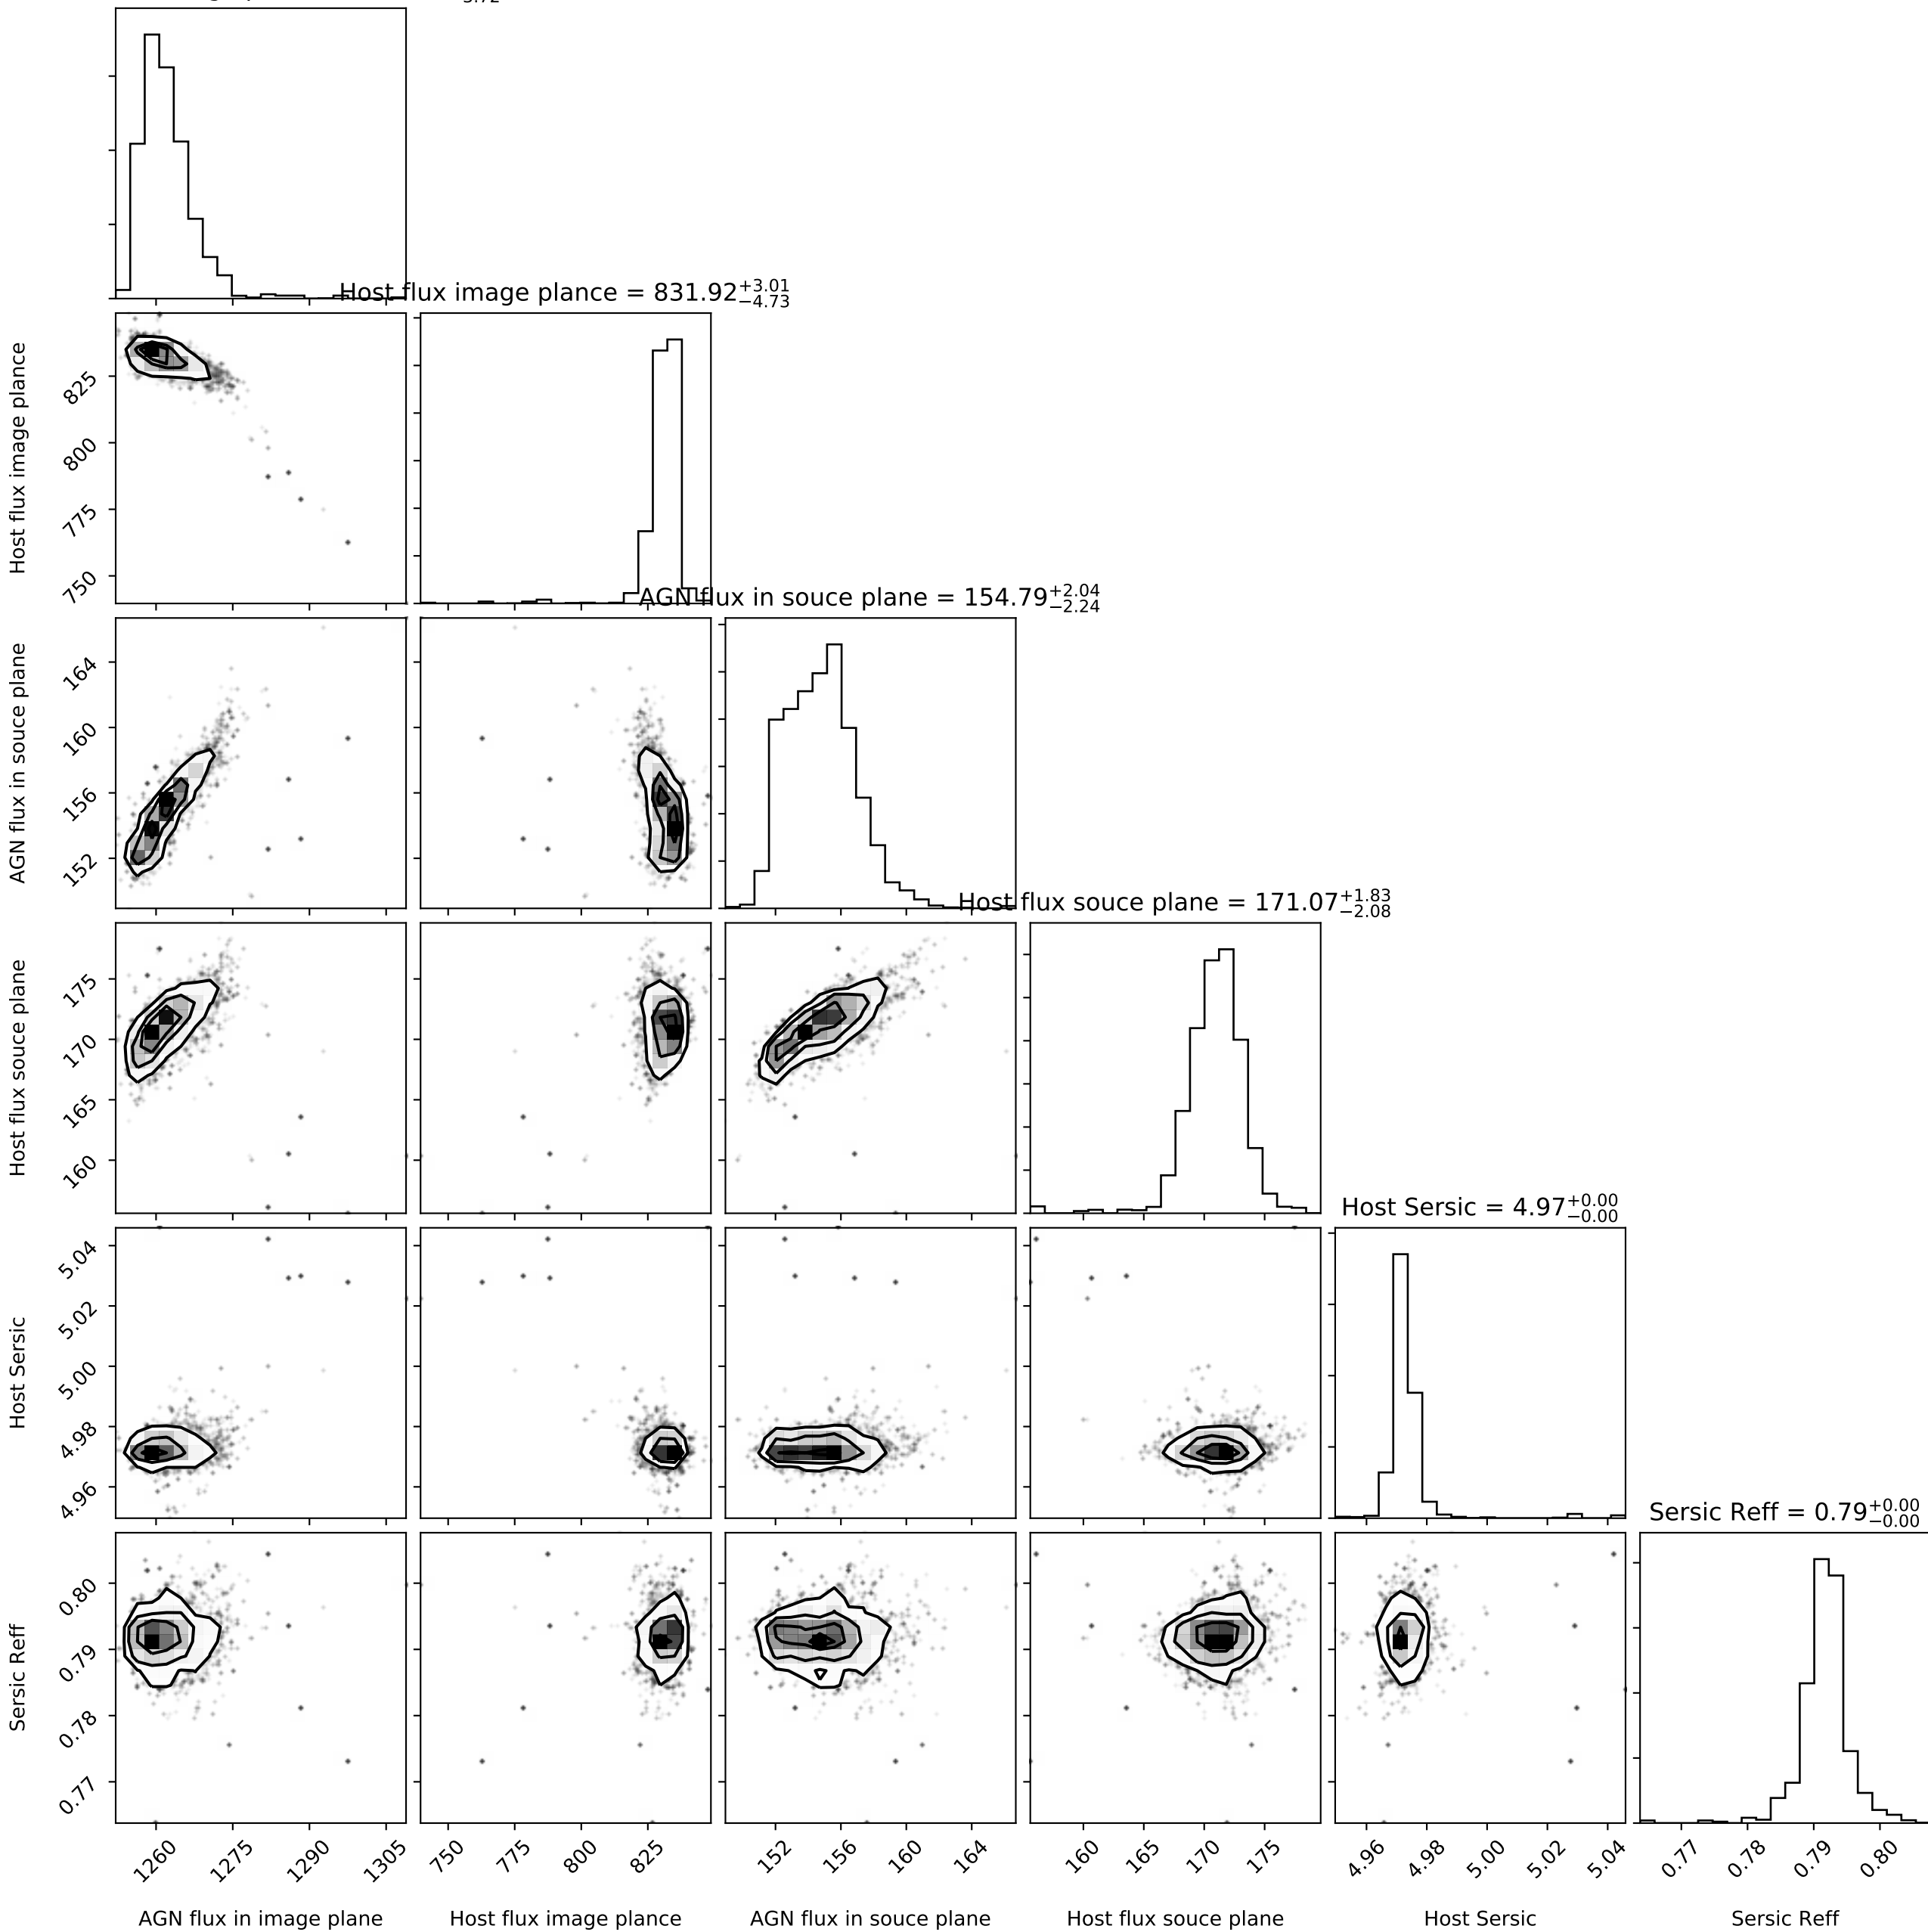 Host flux image plance = 831.92 +3.01 −4.73
Host flux image plance
825
800
775
750
AGN flux in souce plane = 154.79 +2.04 −2.24
AGN flux in souce plane
164
160
156
152
Host flux souce plane = 171.07 +1.83 −2.08
Host flux souce plane
175
170
165
160
Host Sersic = 4.97 +0.00 −0.00
Host Sersic
5.04
5.02
5.00
4.98
4.96
Sersic Reff = 0.79 +0.00 −0.00
Sersic Reff
0.80
0.79
0.78
0.77
1260 1275 1290 1305
750 775 800 825
152 156 160 164
160 165 170 175
4.96 4.98 5.00 5.02 5.04
0.77 0.78 0.79 0.80
AGN flux in image plane
Host flux image plance
AGN flux in souce plane
Host flux souce plane
Host Sersic
Sersic Reff